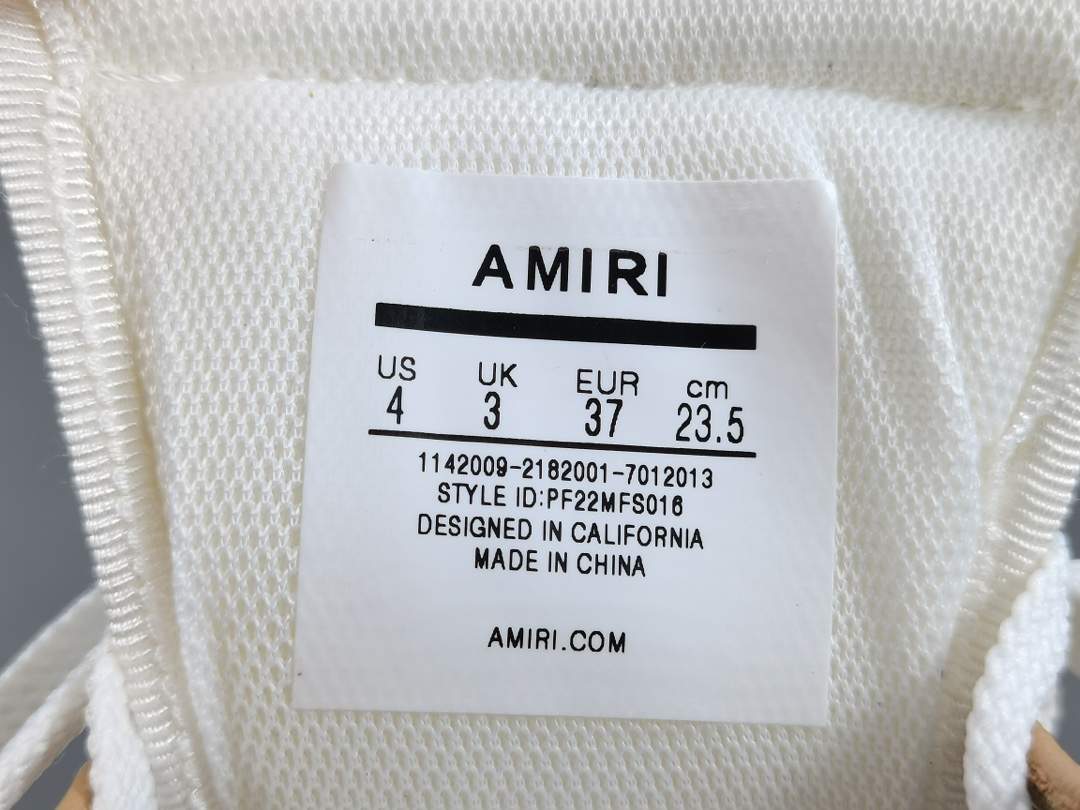 AMIRI
US UK EUR cm
4 3 37 23.5
1142009-2182001-7012013
STYLE ID:PF22MFS016
DESIGNED IN CALIFORNIA
MADE IN CHINA
AMIRI.COM